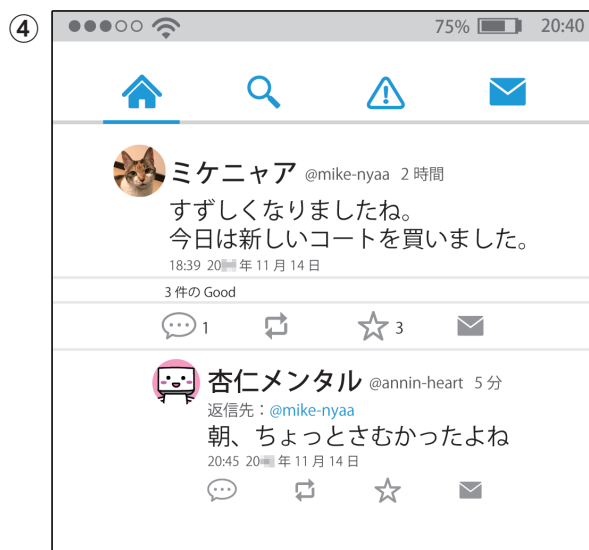 ④
75% 20:40
ミケニャア @mike-nyaa 2 時間
すずしくなりましたね。
今日は新しいコートを買いました。
18:39 20 年 11 月 14 日
3 件の Good
1 3
杏仁メンタル @annin-heart 5 分
返信先：@mike-nyaa
朝、ちょっとさむかったよね
20:45 20 年 11 月 14 日